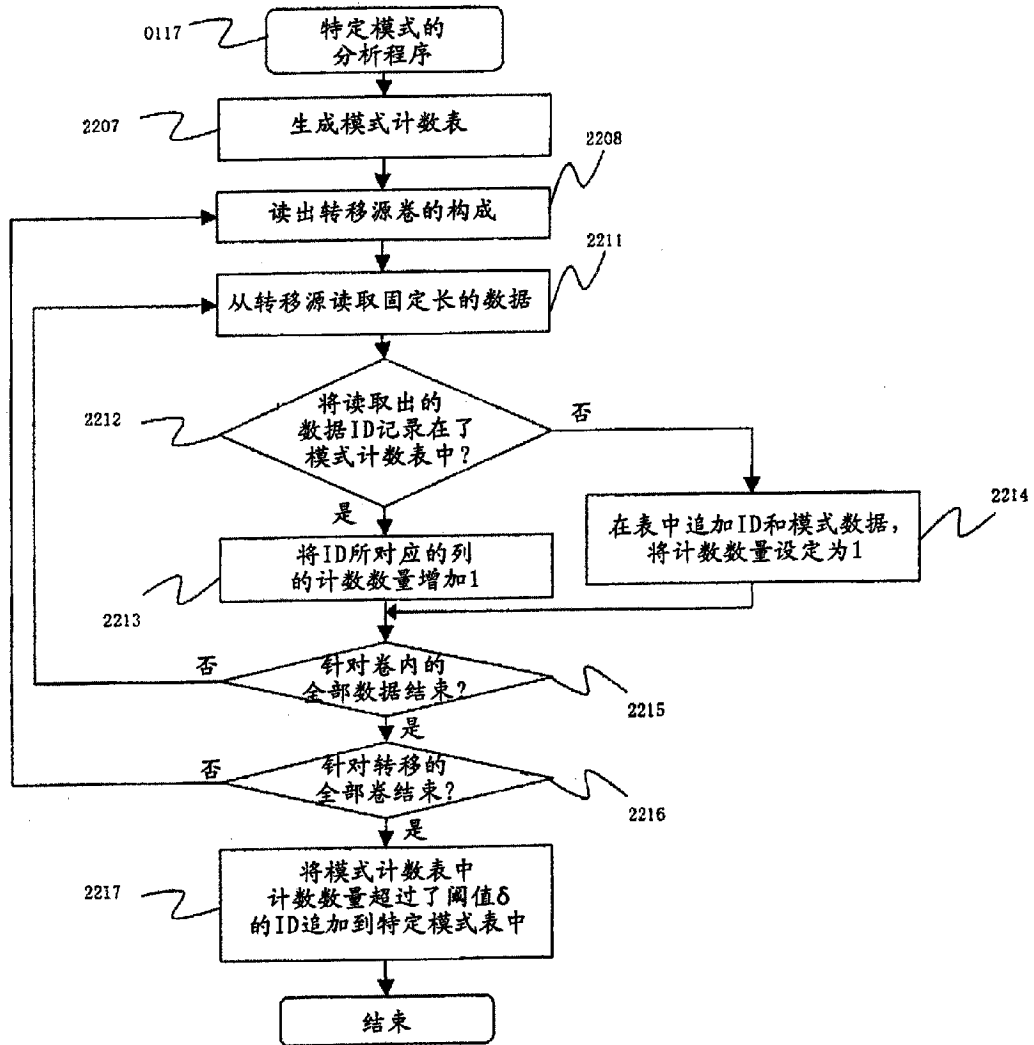 0117
特定模式的
分析程序
2207
生成模式计数表
2208
读出转移源卷的构成
2211
从转移源读取固定长的数据
2212
将读取出的
数据ID记录在了
模式计数表中?
否
是
2214
在表中追加ID和模式数据,
将计数数量设定为1
将ID所对应的列
的计数数量增加1
2213
否
针对卷内的
全部数据结束?
2215
是
否
针对转移的
全部卷结束?
2216
是
2217
将模式计数表中
计数数量超过了阈值δ
的ID追加到特定模式表中
结束